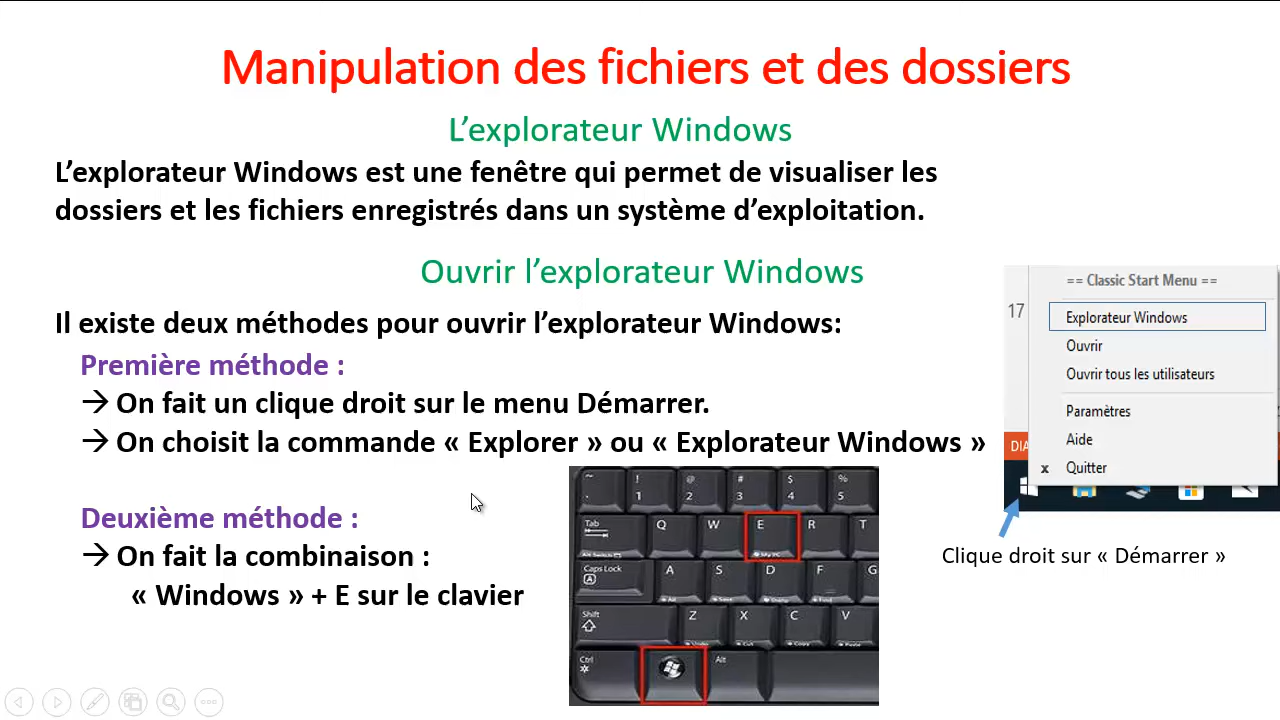 Manipulation des fichiers et des dossiers
L’explorateur Windows
L’explorateur Windows est une fenêtre qui permet de visualiser les
dossiers et les fichiers enregistrés dans un système d’exploitation.
Ouvrir l’explorateur Windows
Il existe deux méthodes pour ouvrir l’explorateur Windows:
Première méthode :
→ On fait un clique droit sur le menu Démarrer.
→ On choisit la commande « Explorer » ou « Explorateur Windows »
Deuxième méthode :
→ On fait la combinaison :
« Windows » + E sur le clavier
== Classic Start Menu ==
17
Explorateur Windows
Ouvrir
Ouvrir tous les utilisateurs
Paramètres
Aide
DIA
x Quitter
Clique droit sur « Démarrer »
~ ! @ # $ %
1 2 3 4 5
Tab Q W E R T
My PC
Caps Lock A S D F G
Shift Z X C V
Ctrl Alt